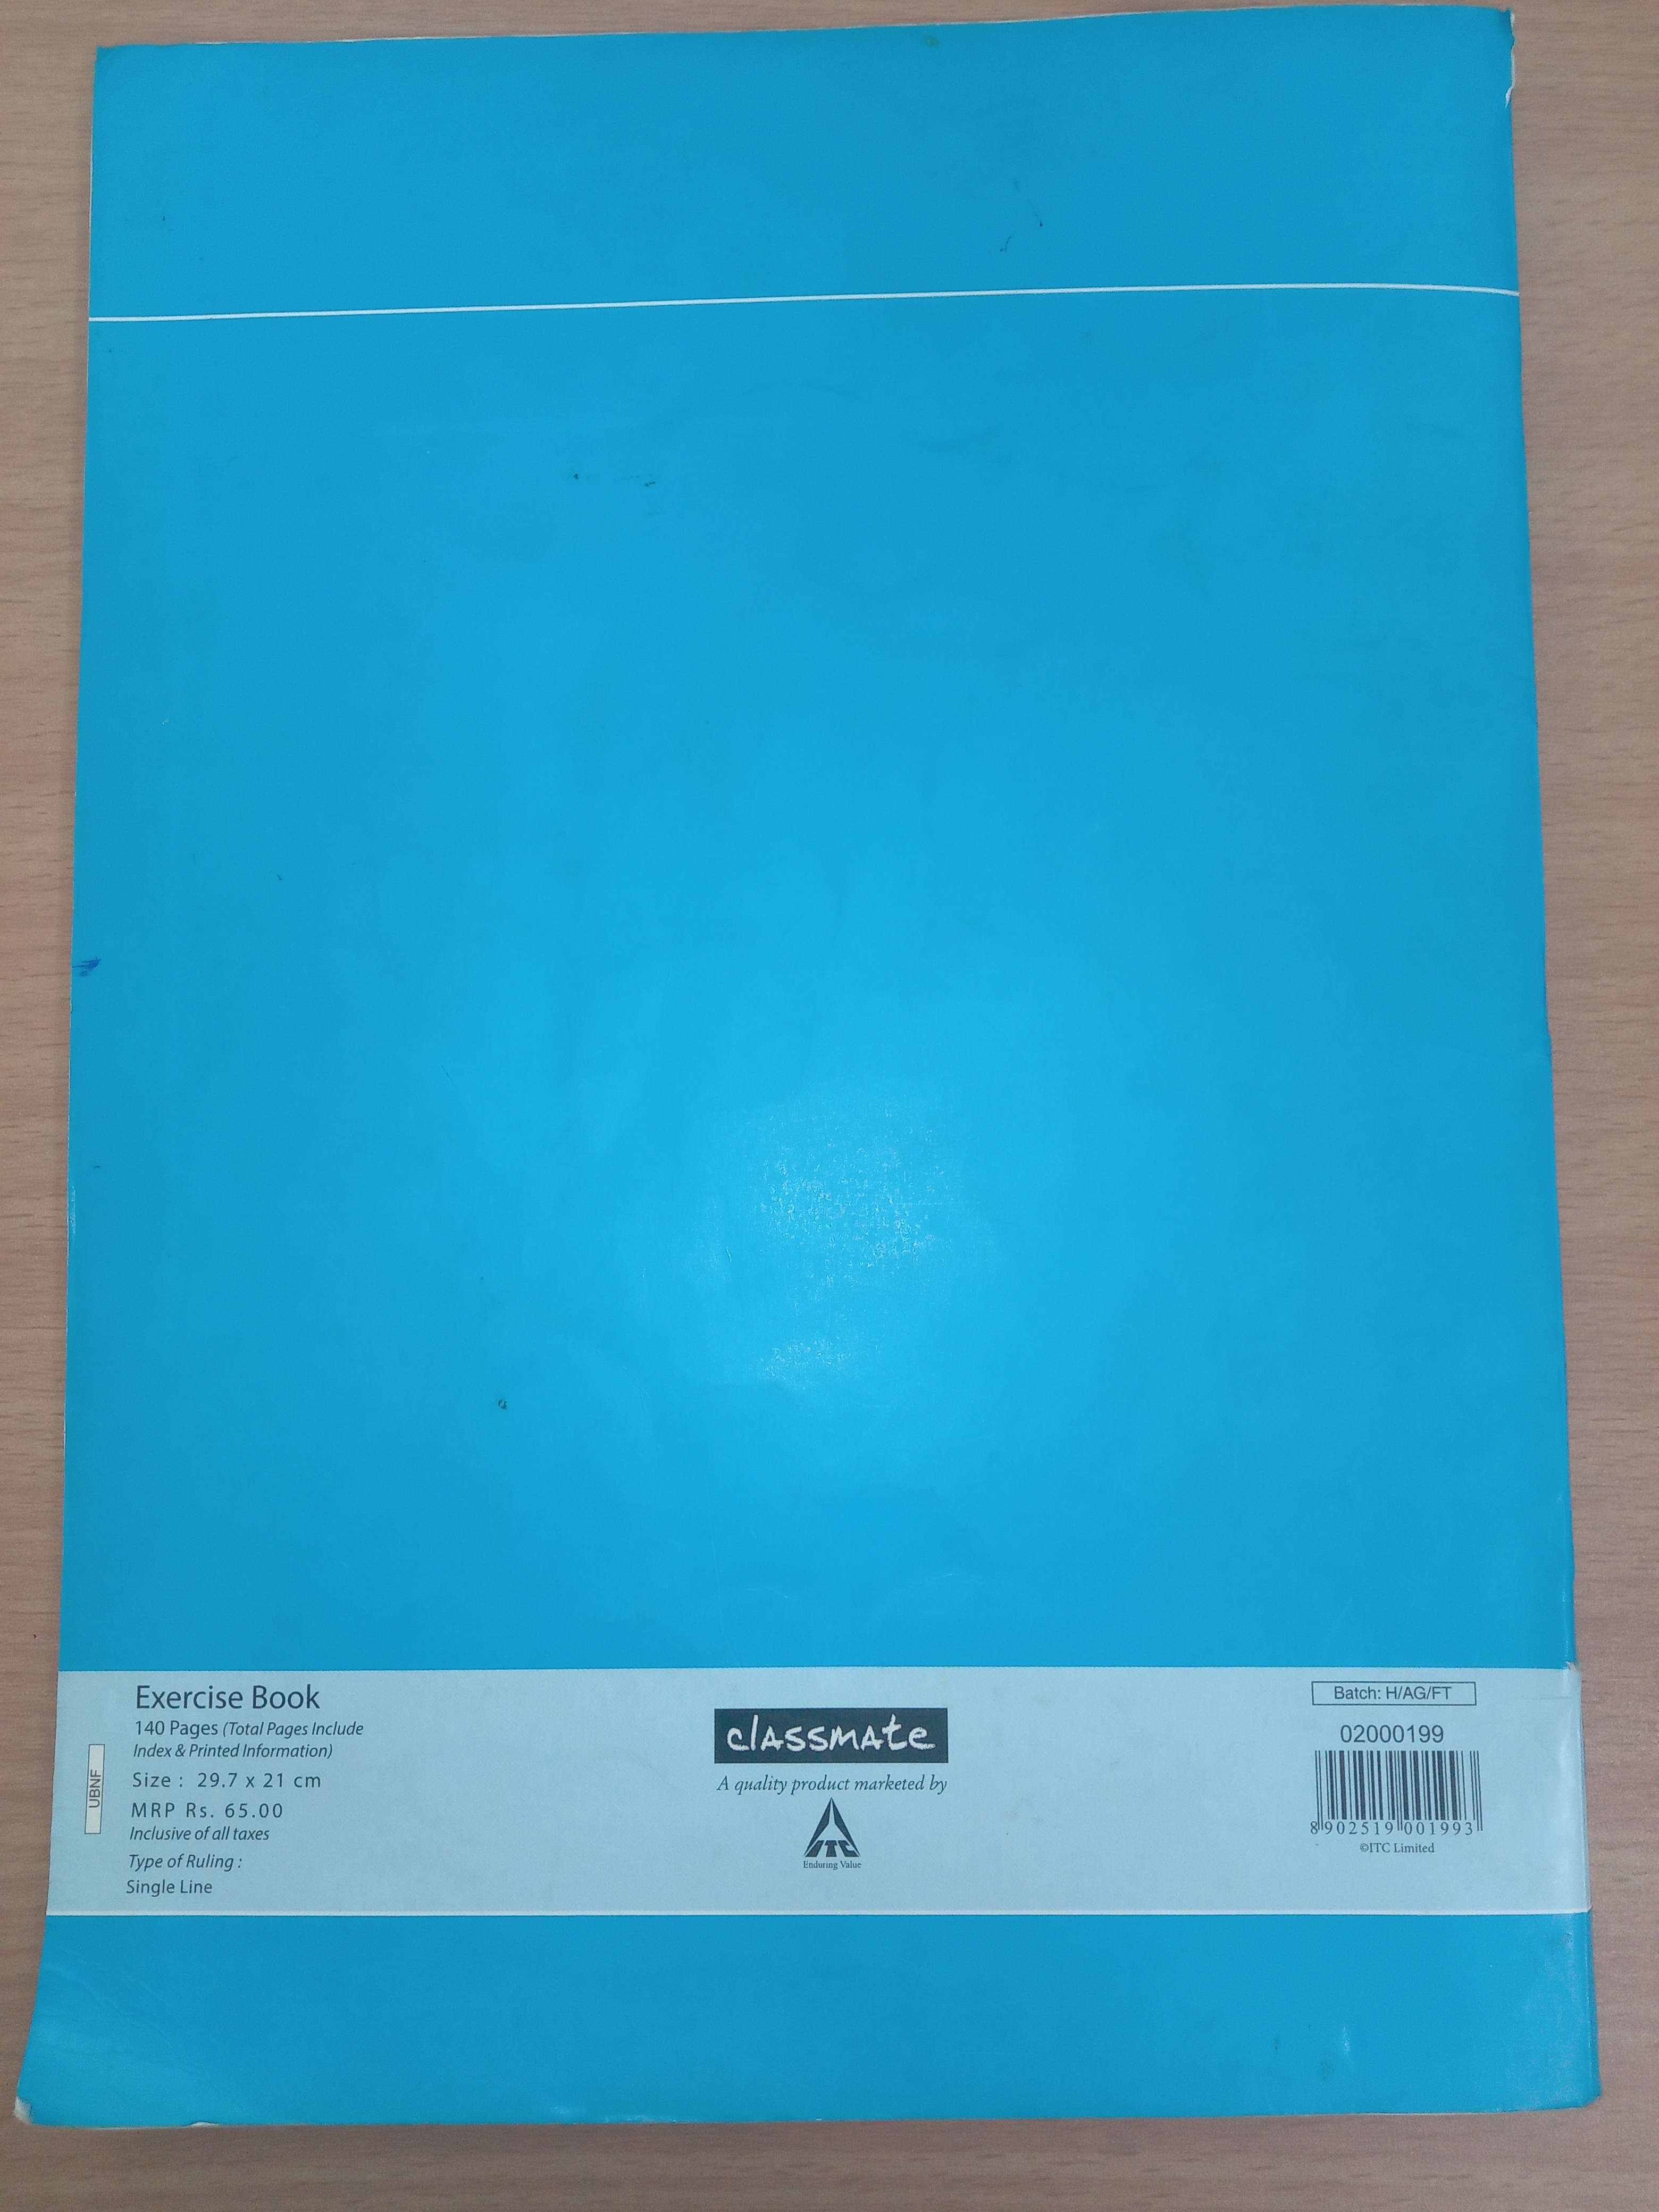 Exercise Book
140 Pages (Total Pages Include
Index & Printed Information)
Size : 29.7 x 21 cm
MRP Rs. 65.00
Inclusive of all taxes
Type of Ruling :
Single Line
UBNF
classmate
A quality product marketed by
ITC
Enduring Value
Batch: H/AG/FT
02000199
8902519001993
©ITC Limited